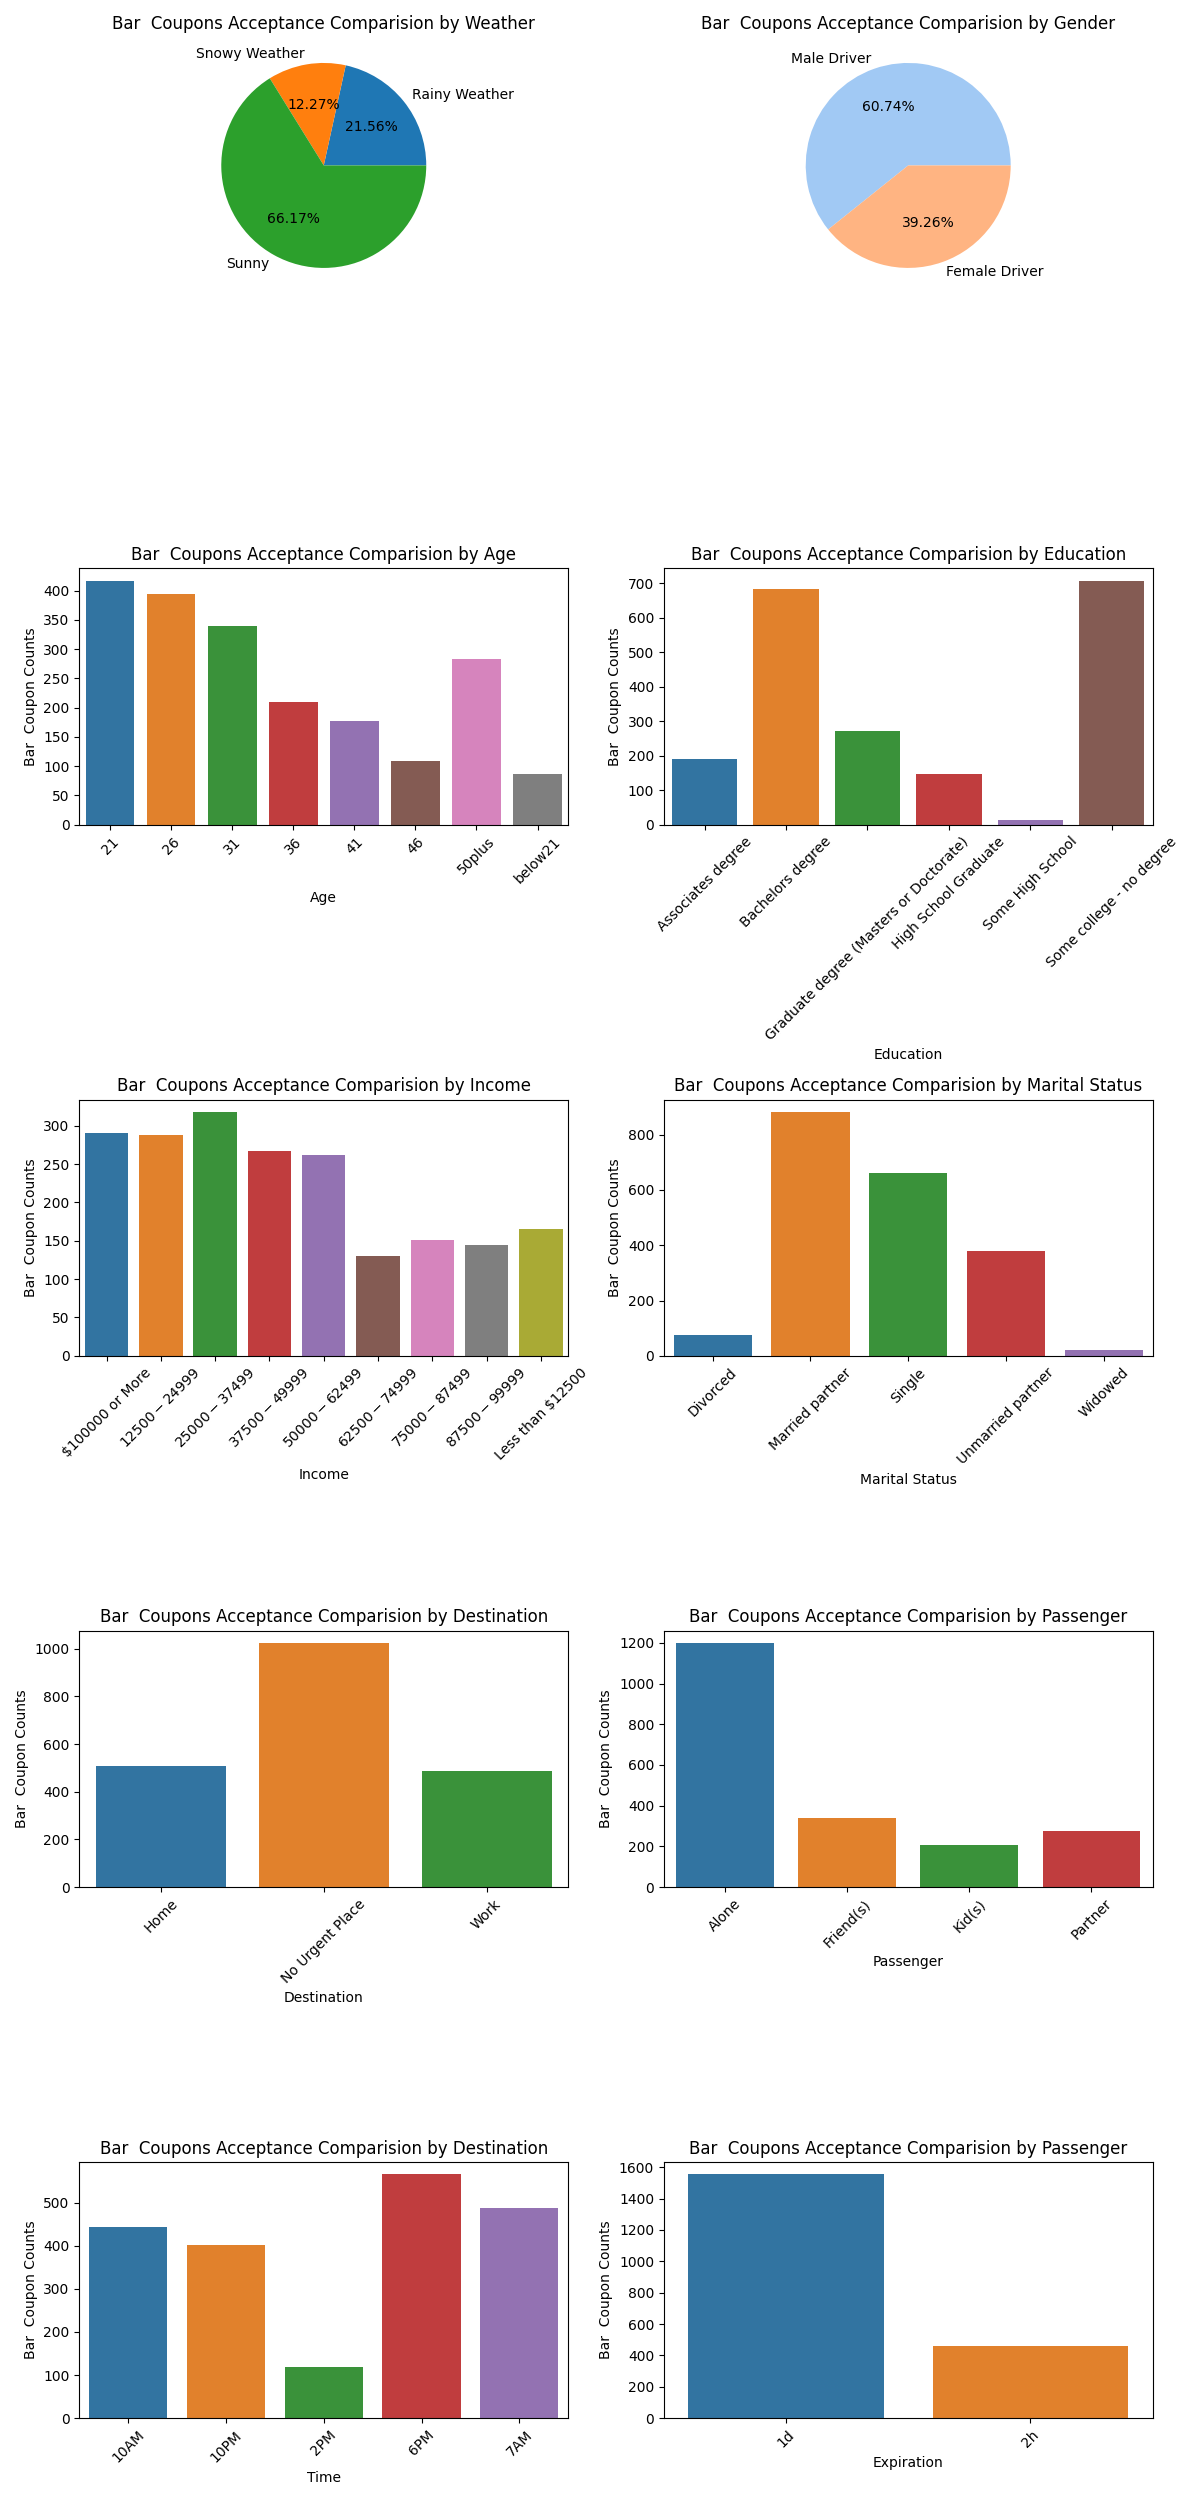 Bar  Coupons Acceptance Comparision by Weather
Snowy Weather
Rainy Weather
12.27%
21.56%
66.17%
Sunny
Bar  Coupons Acceptance Comparision by Gender
Male Driver
60.74%
39.26%
Female Driver
Bar  Coupons Acceptance Comparision by Age
Bar  Coupon Counts
400
350
300
250
200
150
100
50
0
21
26
31
36
41
46
50plus
below21
Age
Bar  Coupons Acceptance Comparision by Education
Bar  Coupon Counts
700
600
500
400
300
200
100
0
Associates degree
Bachelors degree
Graduate degree (Masters or Doctorate)
High School Graduate
Some High School
Some college - no degree
Education
Bar  Coupons Acceptance Comparision by Income
Bar  Coupon Counts
300
250
200
150
100
50
0
$100000 or More
12500 − 24999
25000 − 37499
37500 − 49999
50000 − 62499
62500 − 74999
75000 − 87499
87500 − 99999
Less than $12500
Income
Bar  Coupons Acceptance Comparision by Marital Status
Bar  Coupon Counts
800
600
400
200
0
Divorced
Married partner
Single
Unmarried partner
Widowed
Marital Status
Bar  Coupons Acceptance Comparision by Destination
Bar  Coupon Counts
1000
800
600
400
200
0
Home
No Urgent Place
Work
Destination
Bar  Coupons Acceptance Comparision by Passenger
Bar  Coupon Counts
1200
1000
800
600
400
200
0
Alone
Friend(s)
Kid(s)
Partner
Passenger
Bar  Coupons Acceptance Comparision by Destination
Bar  Coupon Counts
500
400
300
200
100
0
10AM
10PM
2PM
6PM
7AM
Time
Bar  Coupons Acceptance Comparision by Passenger
Bar  Coupon Counts
1600
1400
1200
1000
800
600
400
200
0
1d
2h
Expiration